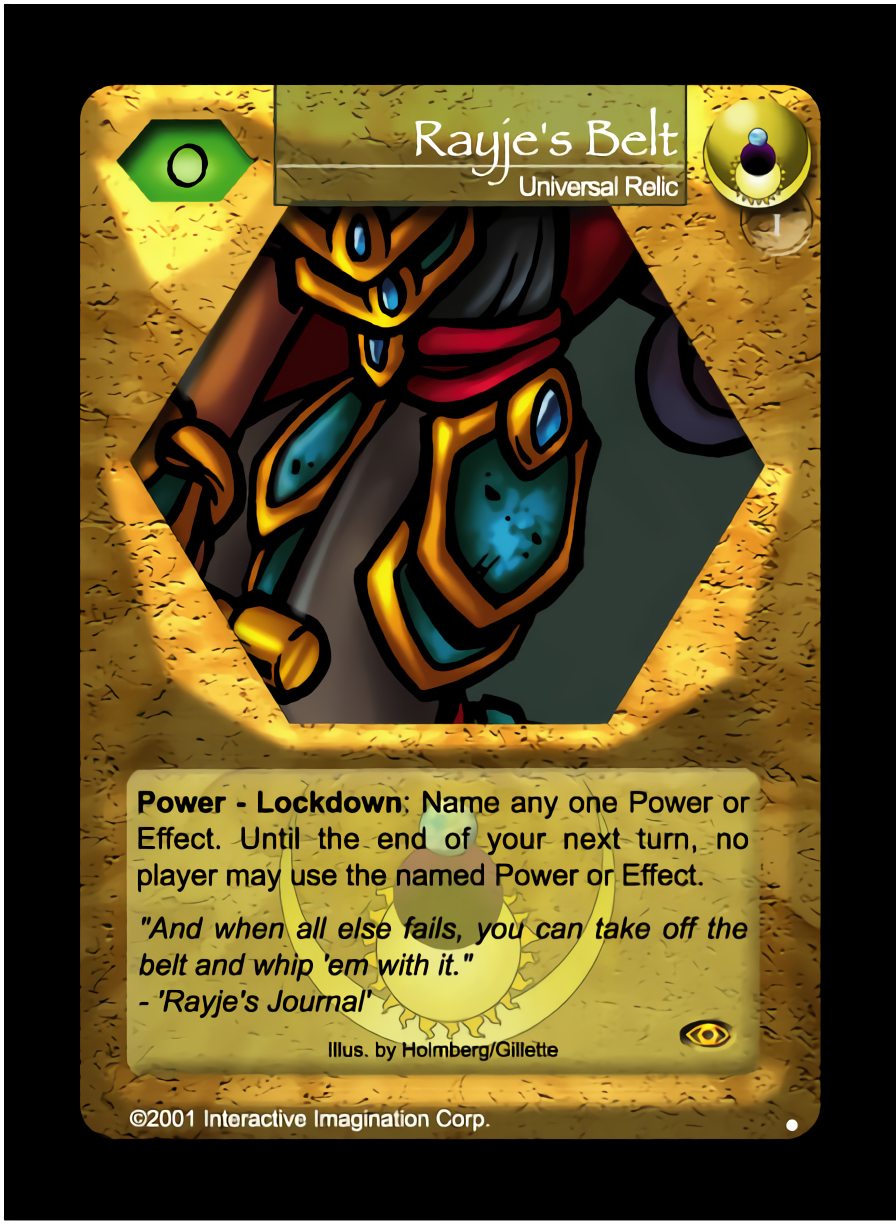 0
Rayje's Belt
Universal Relic
I
Power - Lockdown: Name any one Power or
Effect. Until the end of your next turn, no
player may use the named Power or Effect.
"And when all else fails, you can take off the
belt and whip 'em with it."
- 'Rayje's Journal'
Illus. by Holmberg/Gillette
©2001 Interactive Imagination Corp.